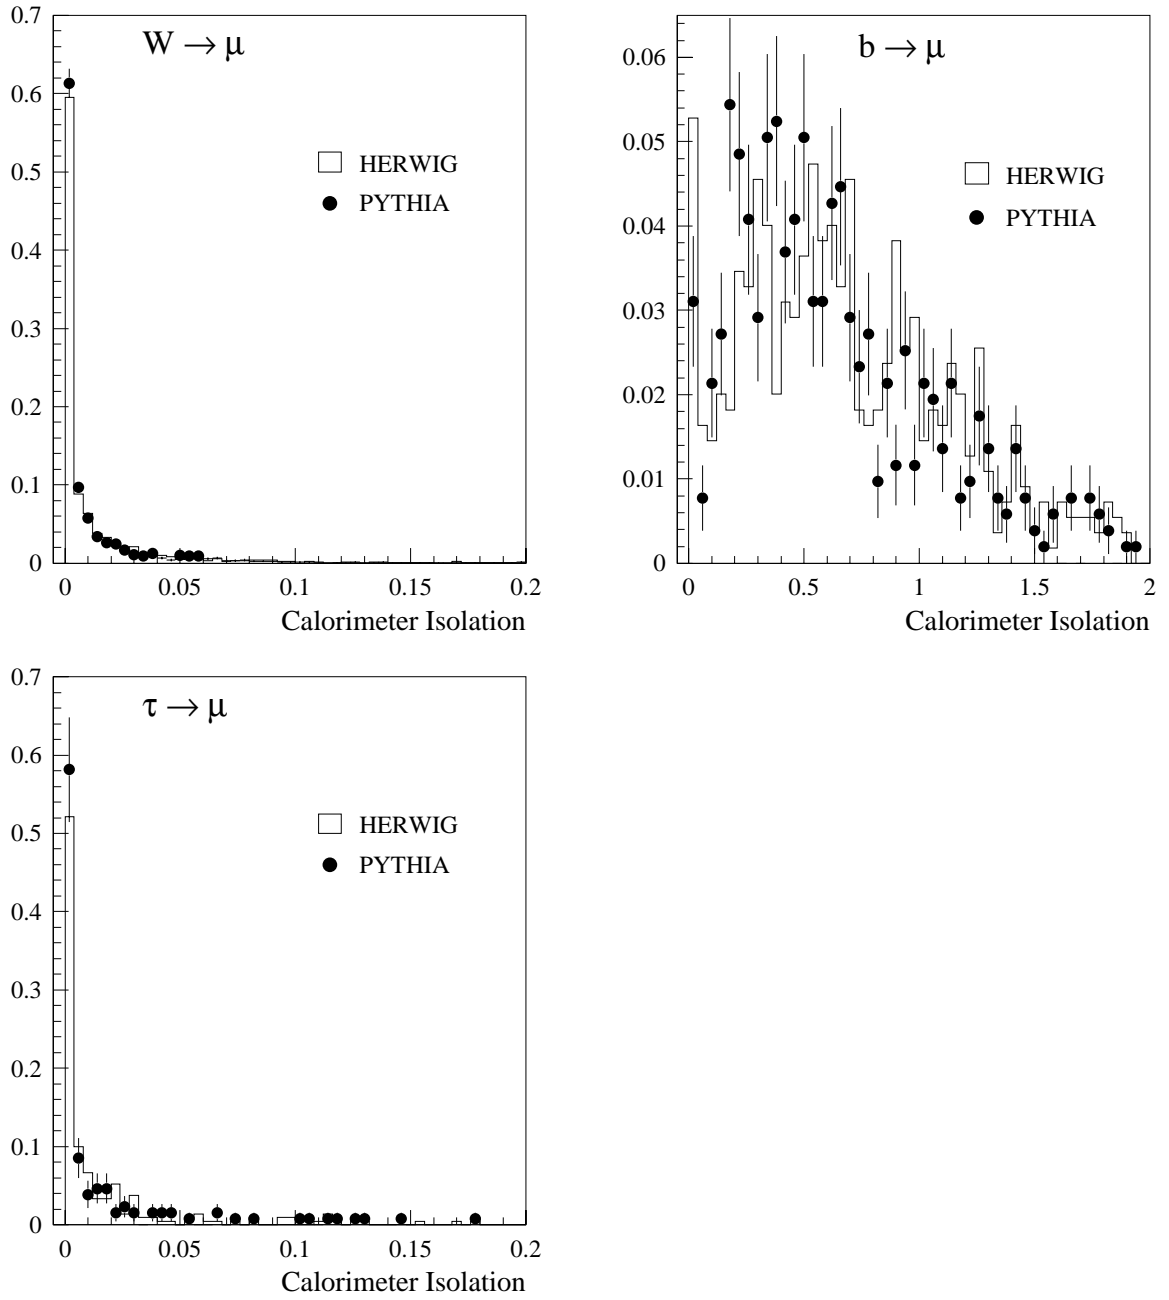 W → μ
HERWIG
PYTHIA
0.7
0.6
0.5
0.4
0.3
0.2
0.1
0
0 0.05 0.1 0.15 0.2
Calorimeter Isolation
b → μ
HERWIG
PYTHIA
0.06
0.05
0.04
0.03
0.02
0.01
0
0 0.5 1 1.5 2
Calorimeter Isolation
τ → μ
HERWIG
PYTHIA
0.7
0.6
0.5
0.4
0.3
0.2
0.1
0
0 0.05 0.1 0.15 0.2
Calorimeter Isolation